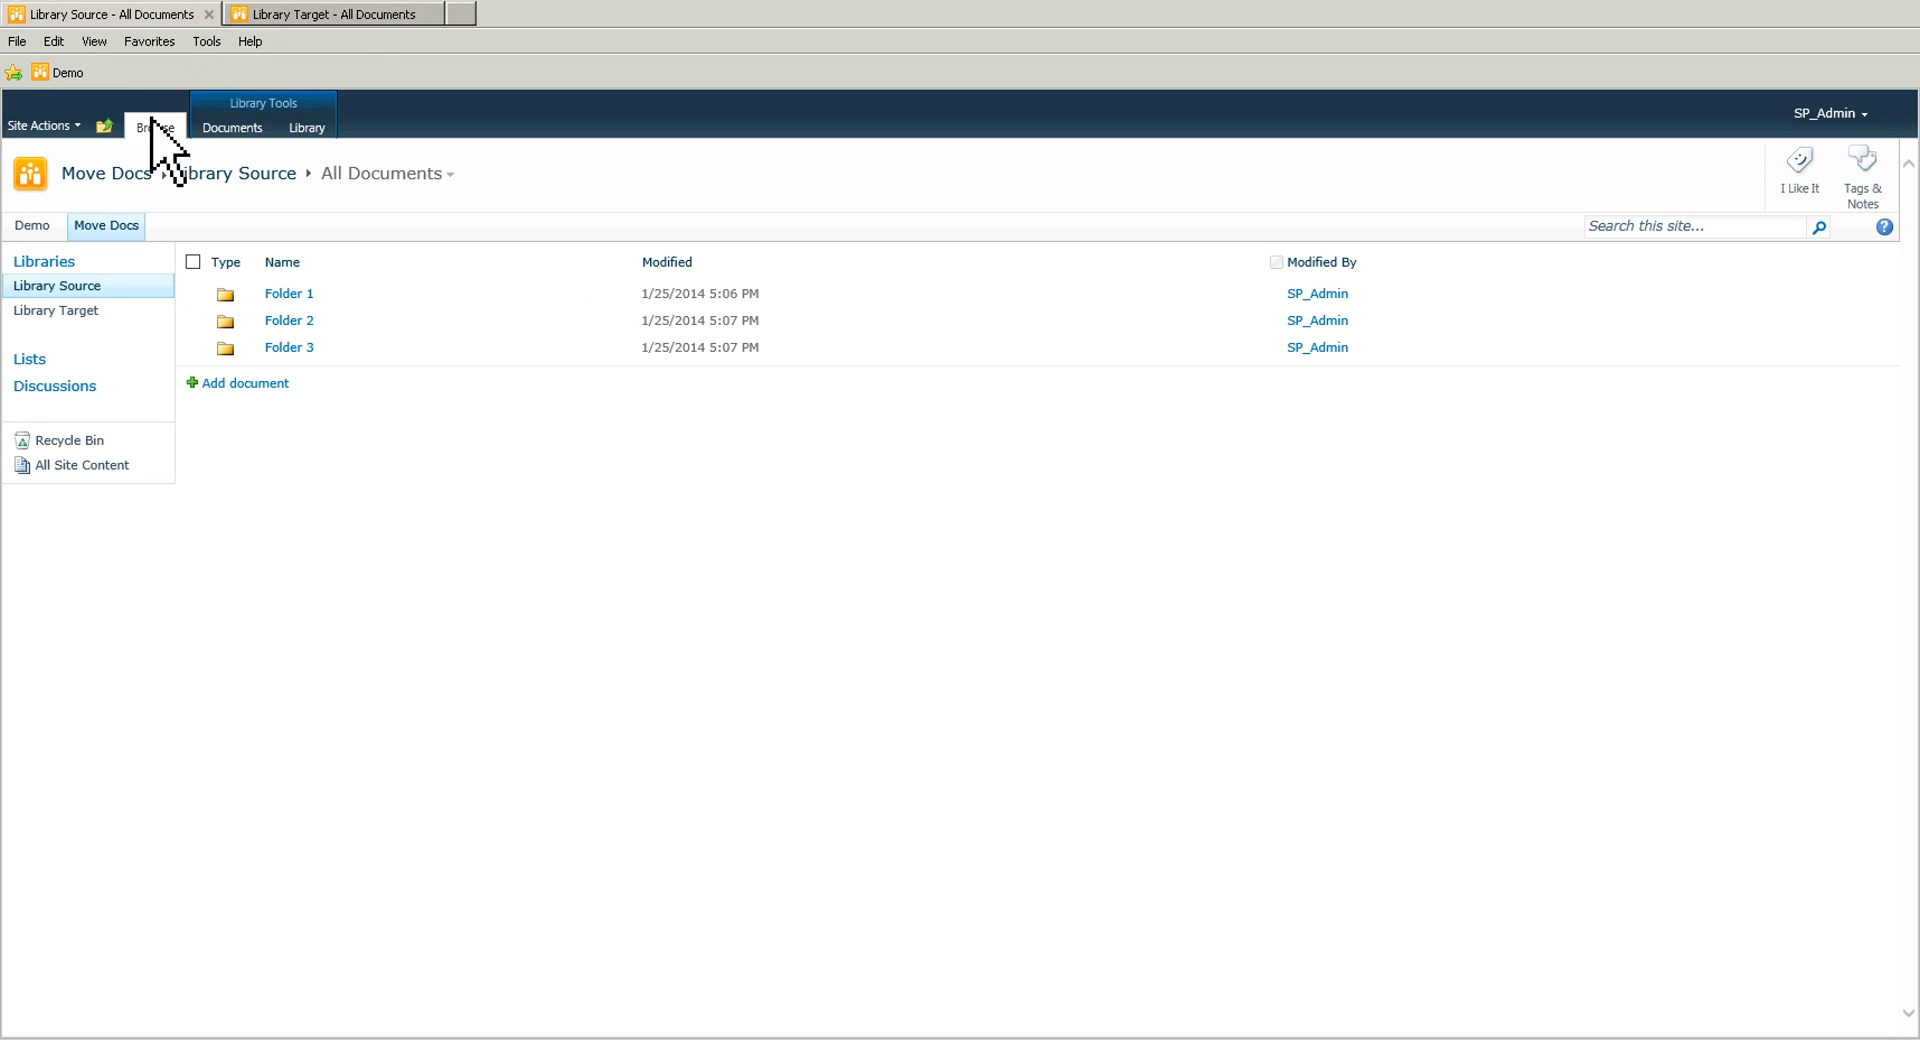 Library Source - All Documents
Library Target - All Documents
File Edit View Favorites Tools Help
Demo
Library Tools
SP_Admin
Site Actions
Documents Library
Move Docs Library Source All Documents
I Like It
Tags &
Notes
Demo
Move Docs
Search this site...
Libraries
Library Source
Library Target
Lists
Discussions
Recycle Bin
All Site Content
Type Name Modified Modified By
Folder 1 1/25/2014 5:06 PM SP_Admin
Folder 2 1/25/2014 5:07 PM SP_Admin
Folder 3 1/25/2014 5:07 PM SP_Admin
Add document